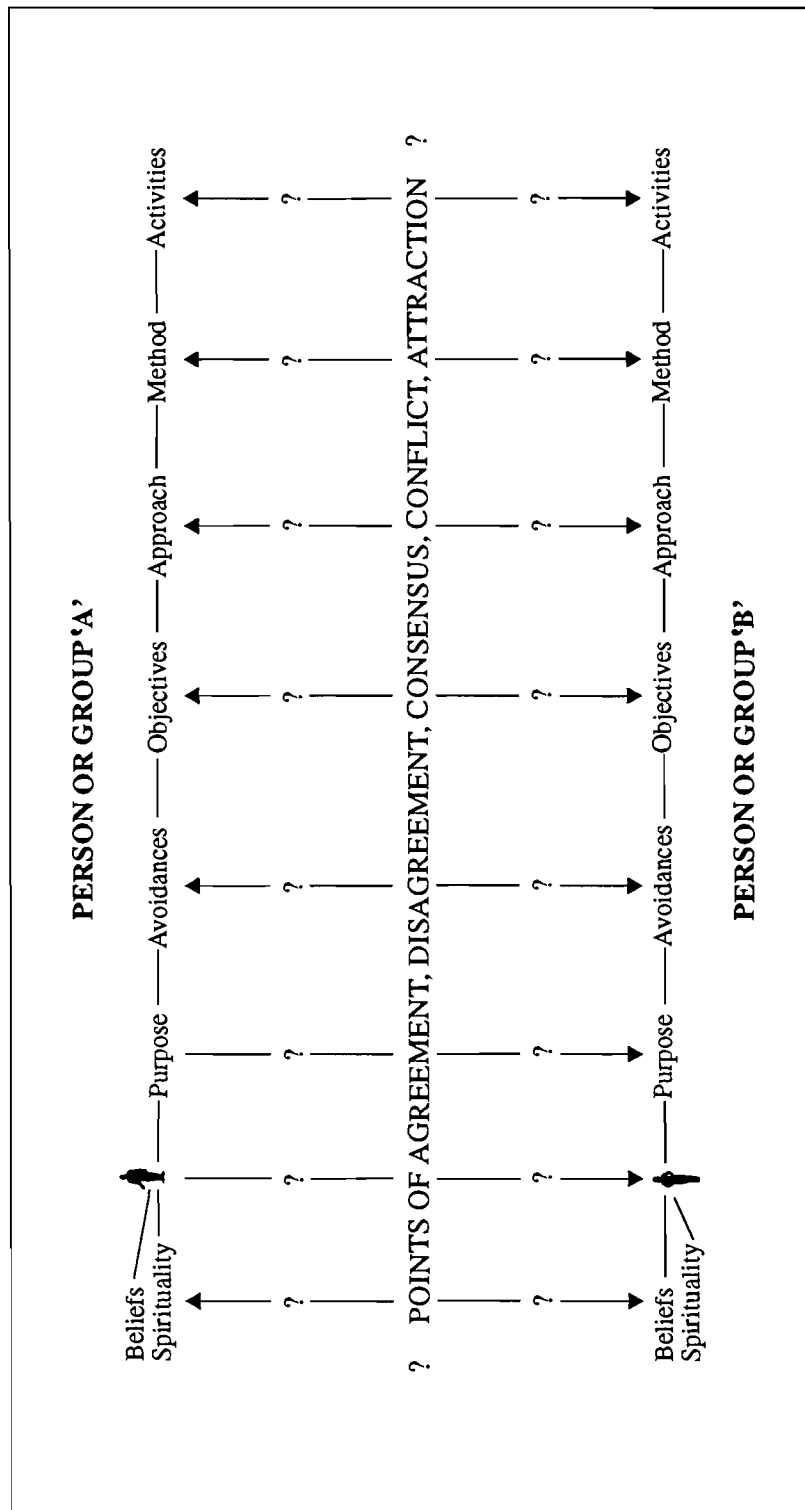 PERSON OR GROUP ‘A’
Beliefs
Spirituality
Purpose
Avoidances
Objectives
Approach
Method
Activities
? ? ? ? ? ? ? ?
? POINTS OF AGREEMENT, DISAGREEMENT, CONSENSUS, CONFLICT, ATTRACTION ?
? ? ? ? ? ? ? ?
Beliefs
Spirituality
Purpose
Avoidances
Objectives
Approach
Method
Activities
PERSON OR GROUP ‘B’